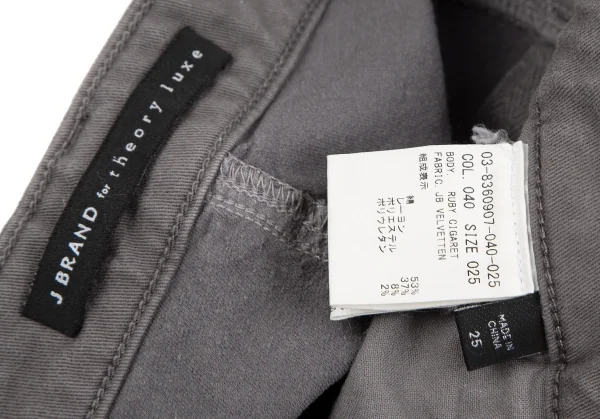 J BRAND for theory luxe
03-8360907-040-025
COL. 040 SIZE 025
BODY. RUBY CIGARET
FABRIC. JB VELVETTEN
組成表示
綿 53%
レーヨン 37%
ポリエステル 8%
ポリウレタン 2%
MADE IN
CHINA
25